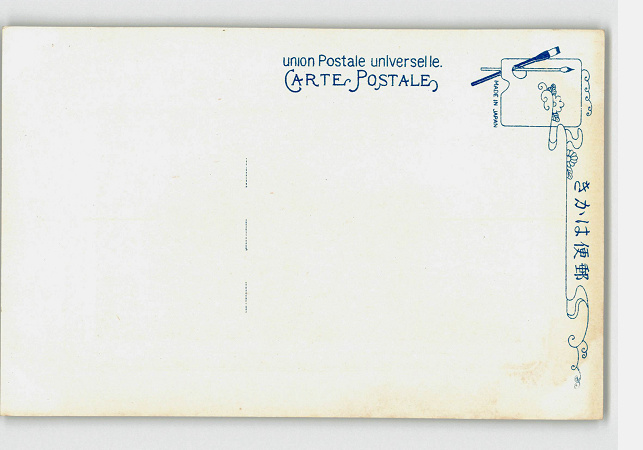 union Postale universelle.
CARTE POSTALE
MADE IN JAPAN
きかは便郵